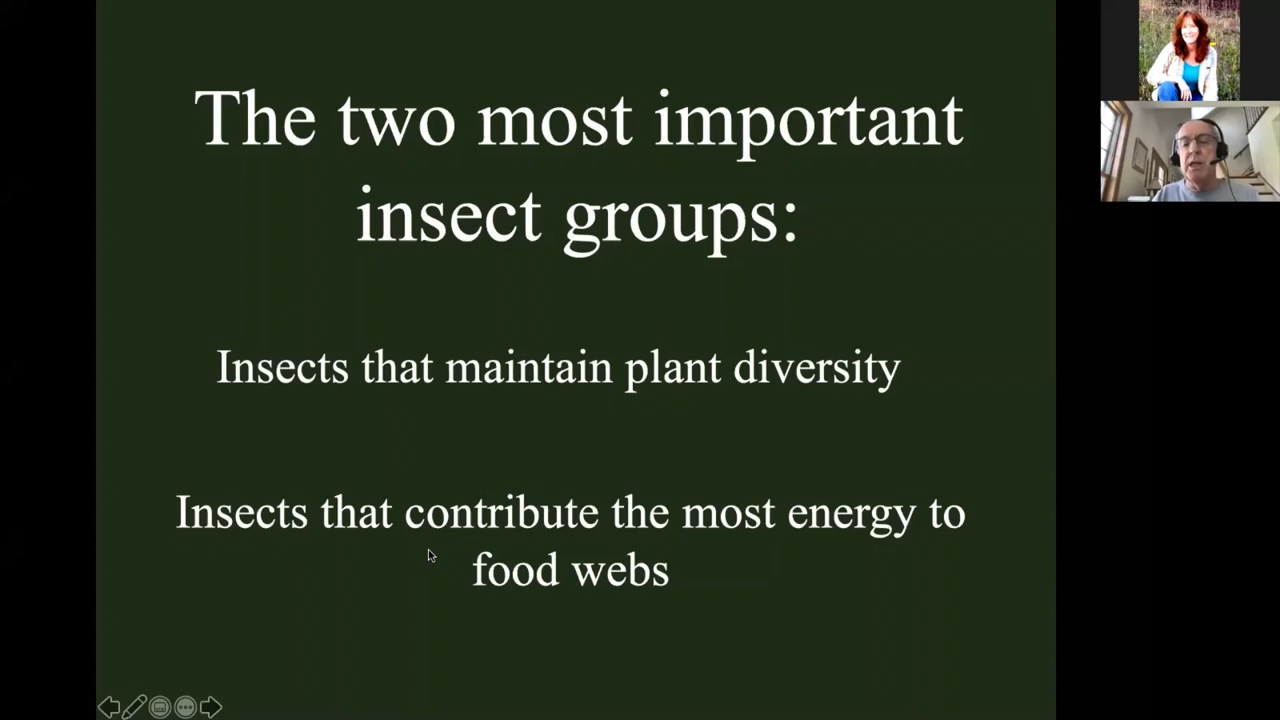 The two most important
insect groups:
Insects that maintain plant diversity
Insects that contribute the most energy to
food webs